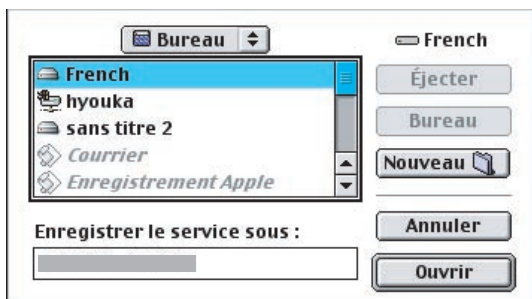 Bureau
French
French
hyouka
sans titre 2
Courrier
Enregistrement Apple
Éjecter
Bureau
Nouveau
Enregistrer le service sous :
Annuler
Ouvrir